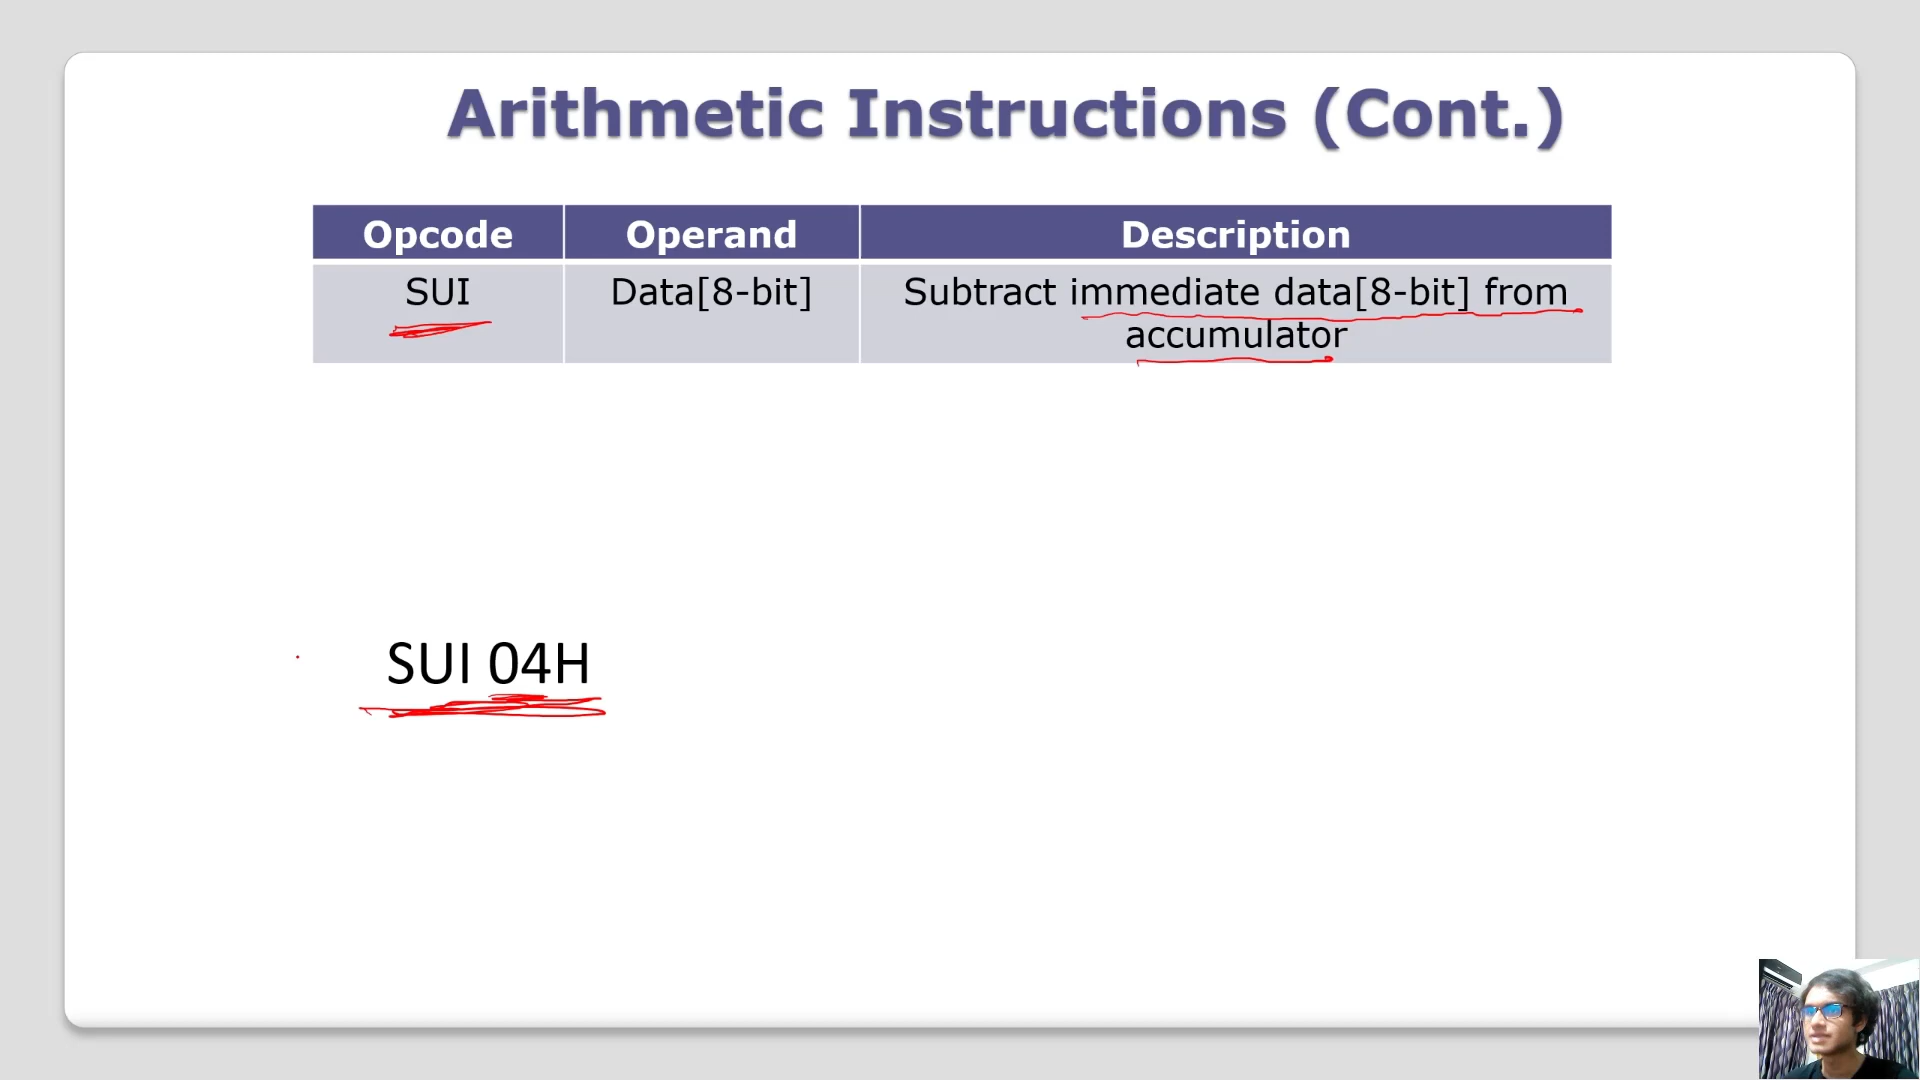 Arithmetic Instructions (Cont.)
Opcode Operand Description
SUI Data[8-bit] Subtract immediate data[8-bit] from
accumulator
SUI 04H